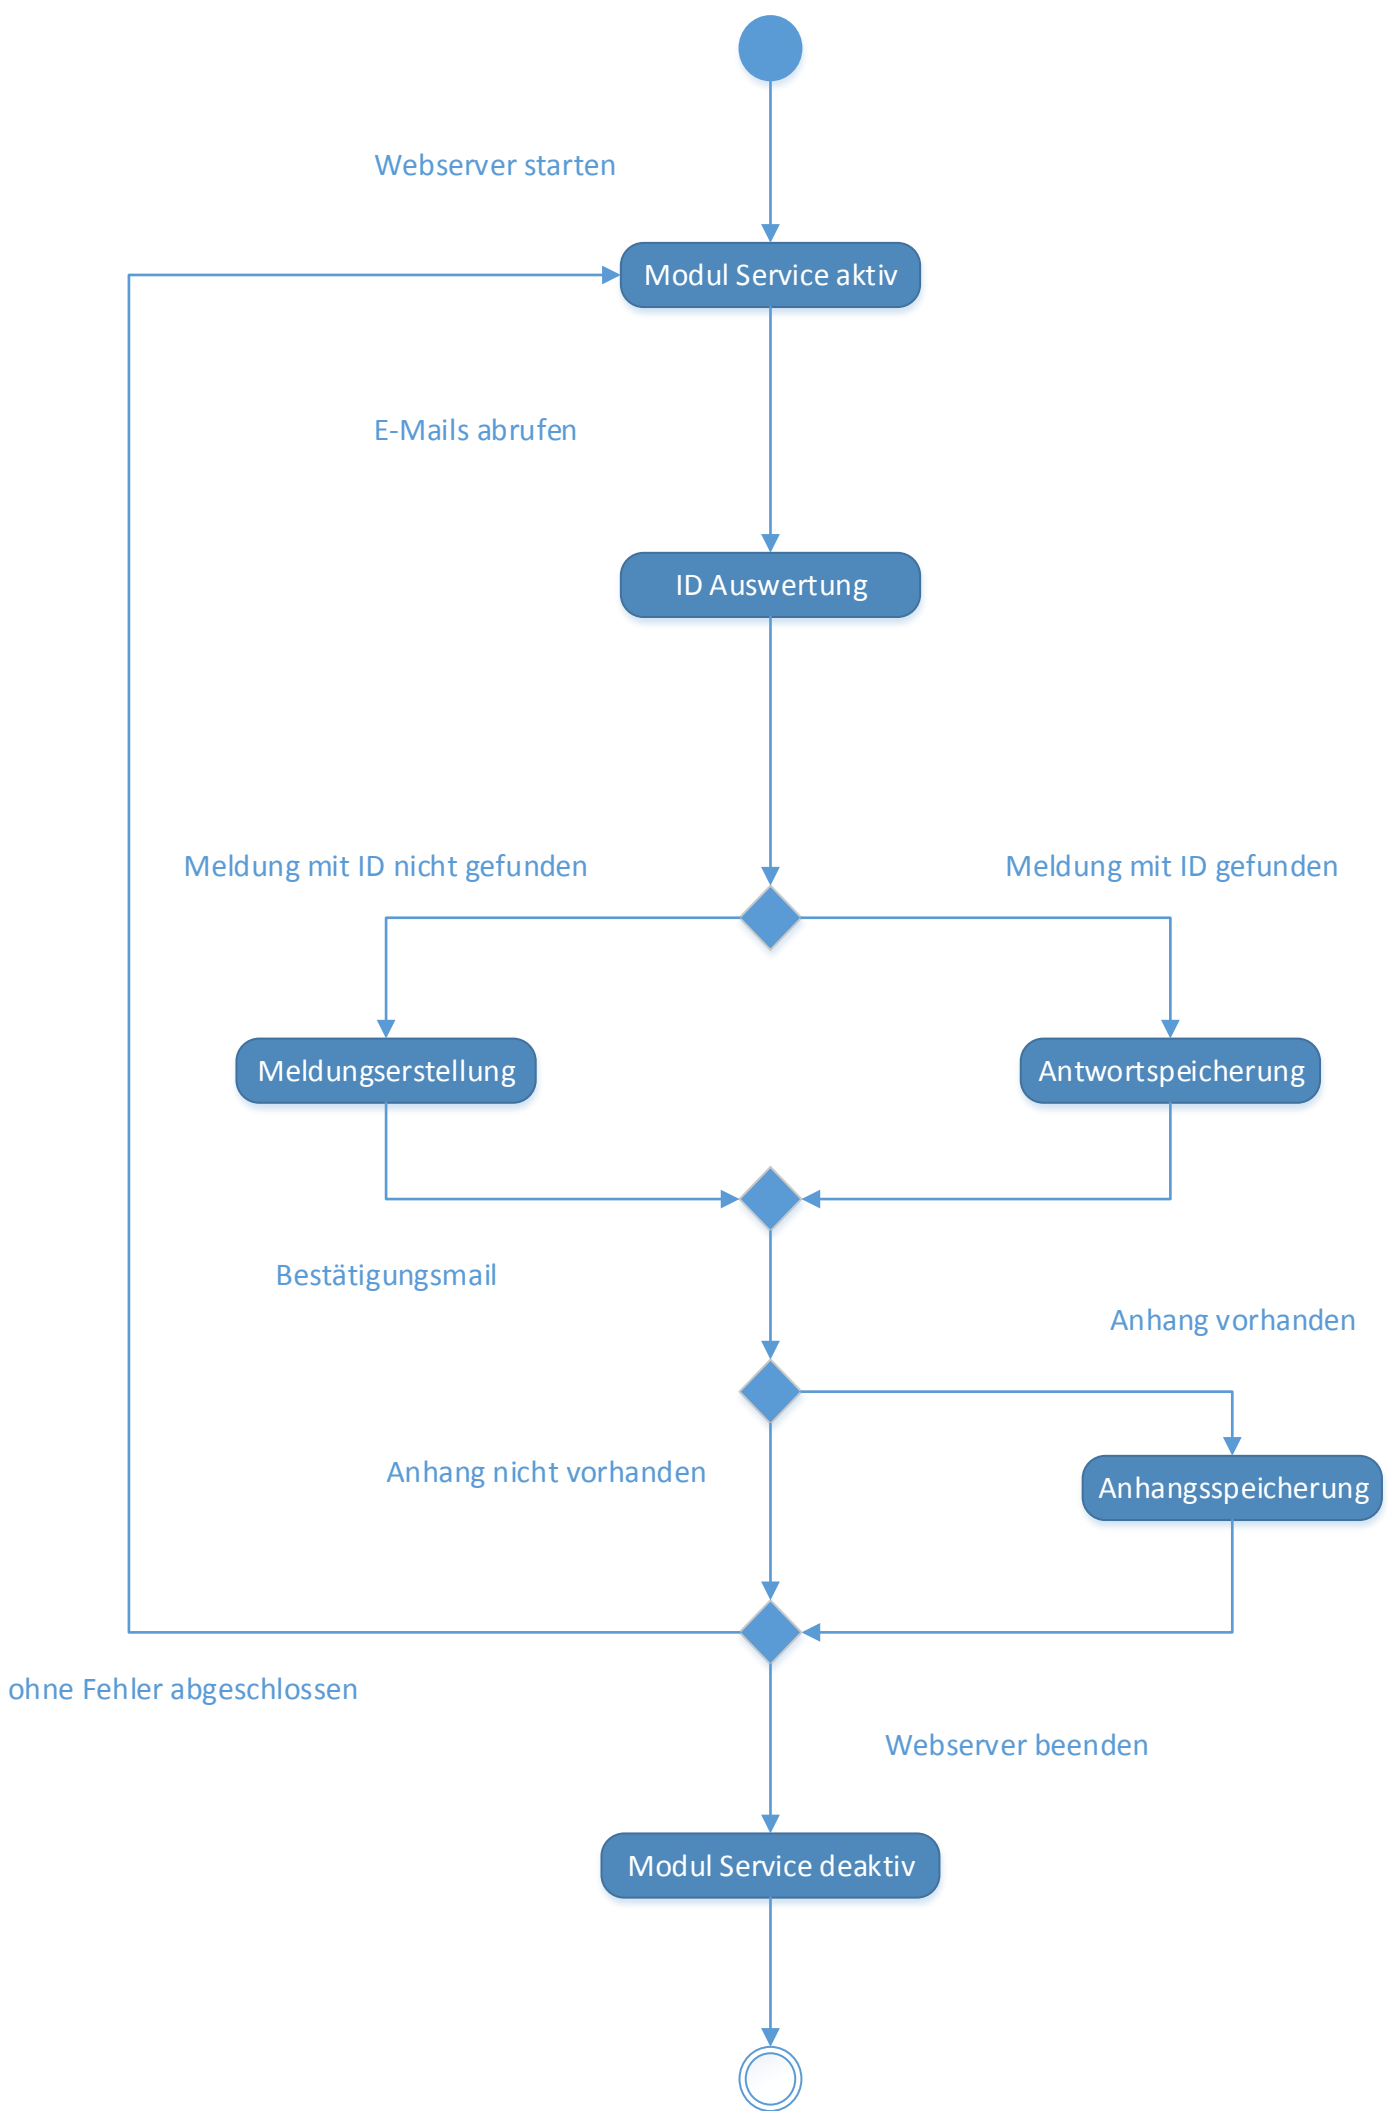 Webserver starten
Modul Service aktiv
E-Mails abrufen
ID Auswertung
Meldung mit ID nicht gefunden
Meldung mit ID gefunden
Meldungserstellung
Antwortspeicherung
Bestätigungsmail
Anhang vorhanden
Anhang nicht vorhanden
Anhangsspeicherung
ohne Fehler abgeschlossen
Webserver beenden
Modul Service deaktiv